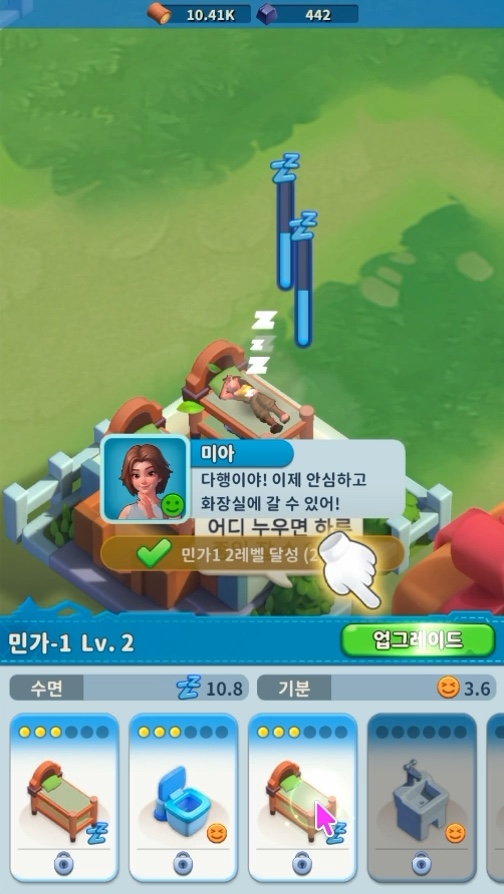 10.41K
442
미아
다행이야! 이제 안심하고
화장실에 갈 수 있어!
어디 누우면 하루
민가1 2레벨 달성 (2
민가-1 Lv. 2
업그레이드
수면
10.8
기분
3.6